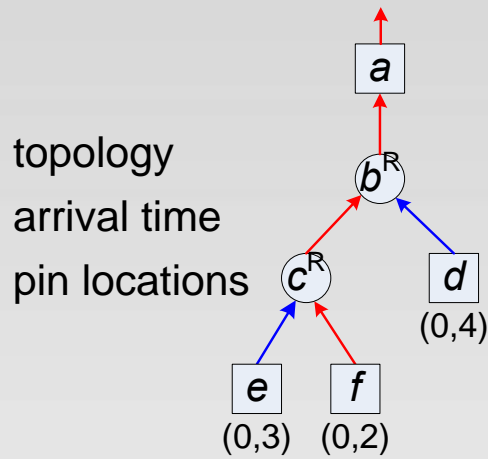 a
topology
b R
arrival time
pin locations
c R
d
(0,4)
e
f
(0,3) (0,2)